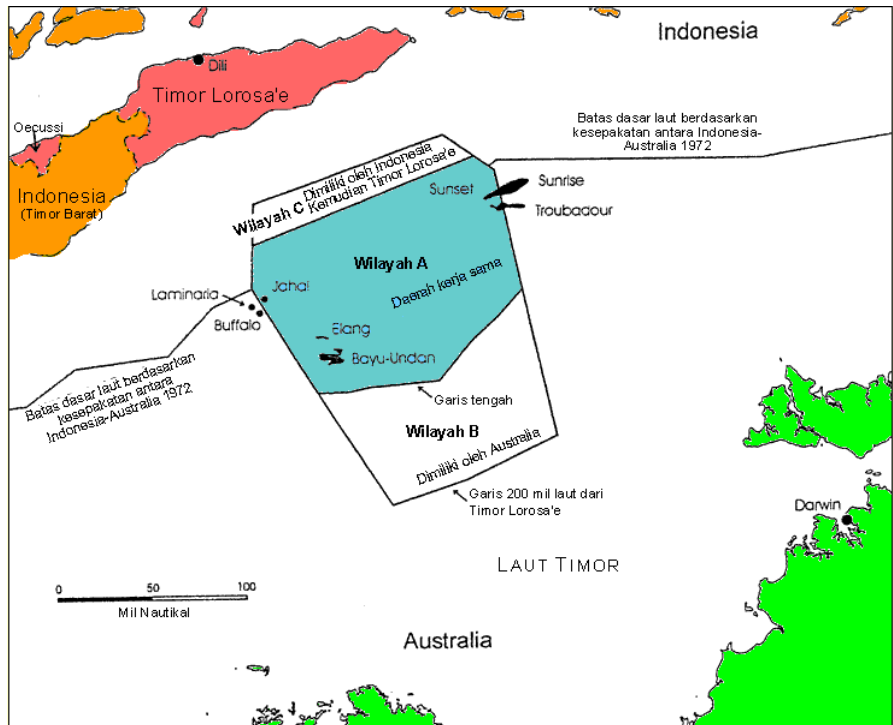 Indonesia
Dili
Timor Lorosa'e
Oecussi
Indonesia
(Timor Barat)
Batas dasar laut berdasarkan
kesepakatan antara Indonesia-
Australia 1972
Dimiliki oleh Indonesia
Kemudian Timor Lorosa'e
Wilayah C
Sunset
Sunrise
Troubadour
Wilayah A
Daerah kerja sama
Laminaria
Jahal
Buffalo
Elang
Bayu-Undan
Batas dasar laut berdasarkan
kesepakatan antara
Indonesia-Australia 1972
Garis tengah
Wilayah B
Dimiliki oleh Australia
Garis 200 mil laut dari
Timor Lorosa'e
Darwin
LAUT TIMOR
0 50 100
Mil Nautikal
Australia